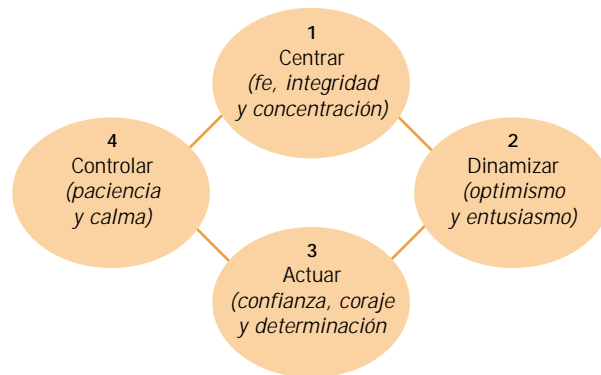 1
Centrar
(fe, integridad
y concentración)
2
Dinamizar
(optimismo
y entusiasmo)
3
Actuar
(confianza, coraje
y determinación
4
Controlar
(paciencia
y calma)